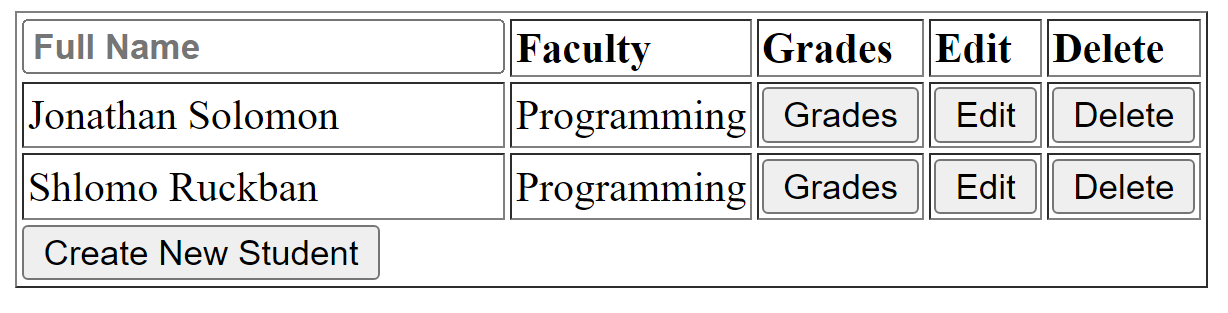 Full Name Faculty Grades Edit Delete
Jonathan Solomon Programming Grades Edit Delete
Shlomo Ruckban Programming Grades Edit Delete
Create New Student